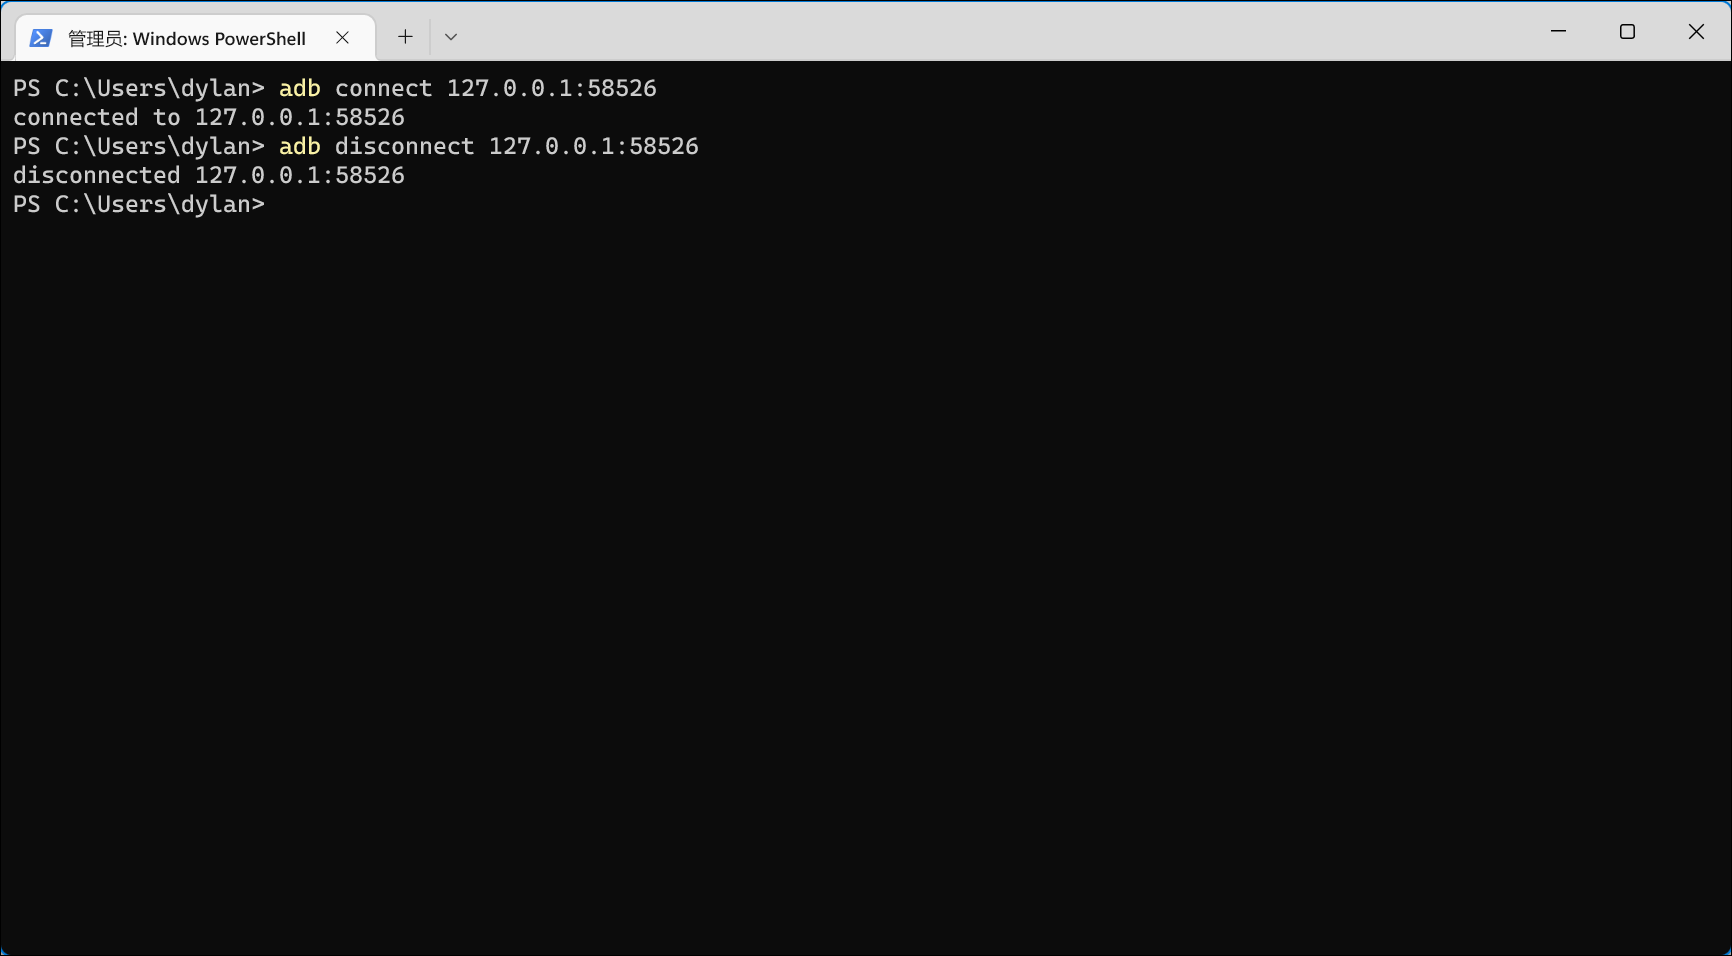 管理员: Windows PowerShell
PS C:\Users\dylan> adb connect 127.0.0.1:58526
connected to 127.0.0.1:58526
PS C:\Users\dylan> adb disconnect 127.0.0.1:58526
disconnected 127.0.0.1:58526
PS C:\Users\dylan>